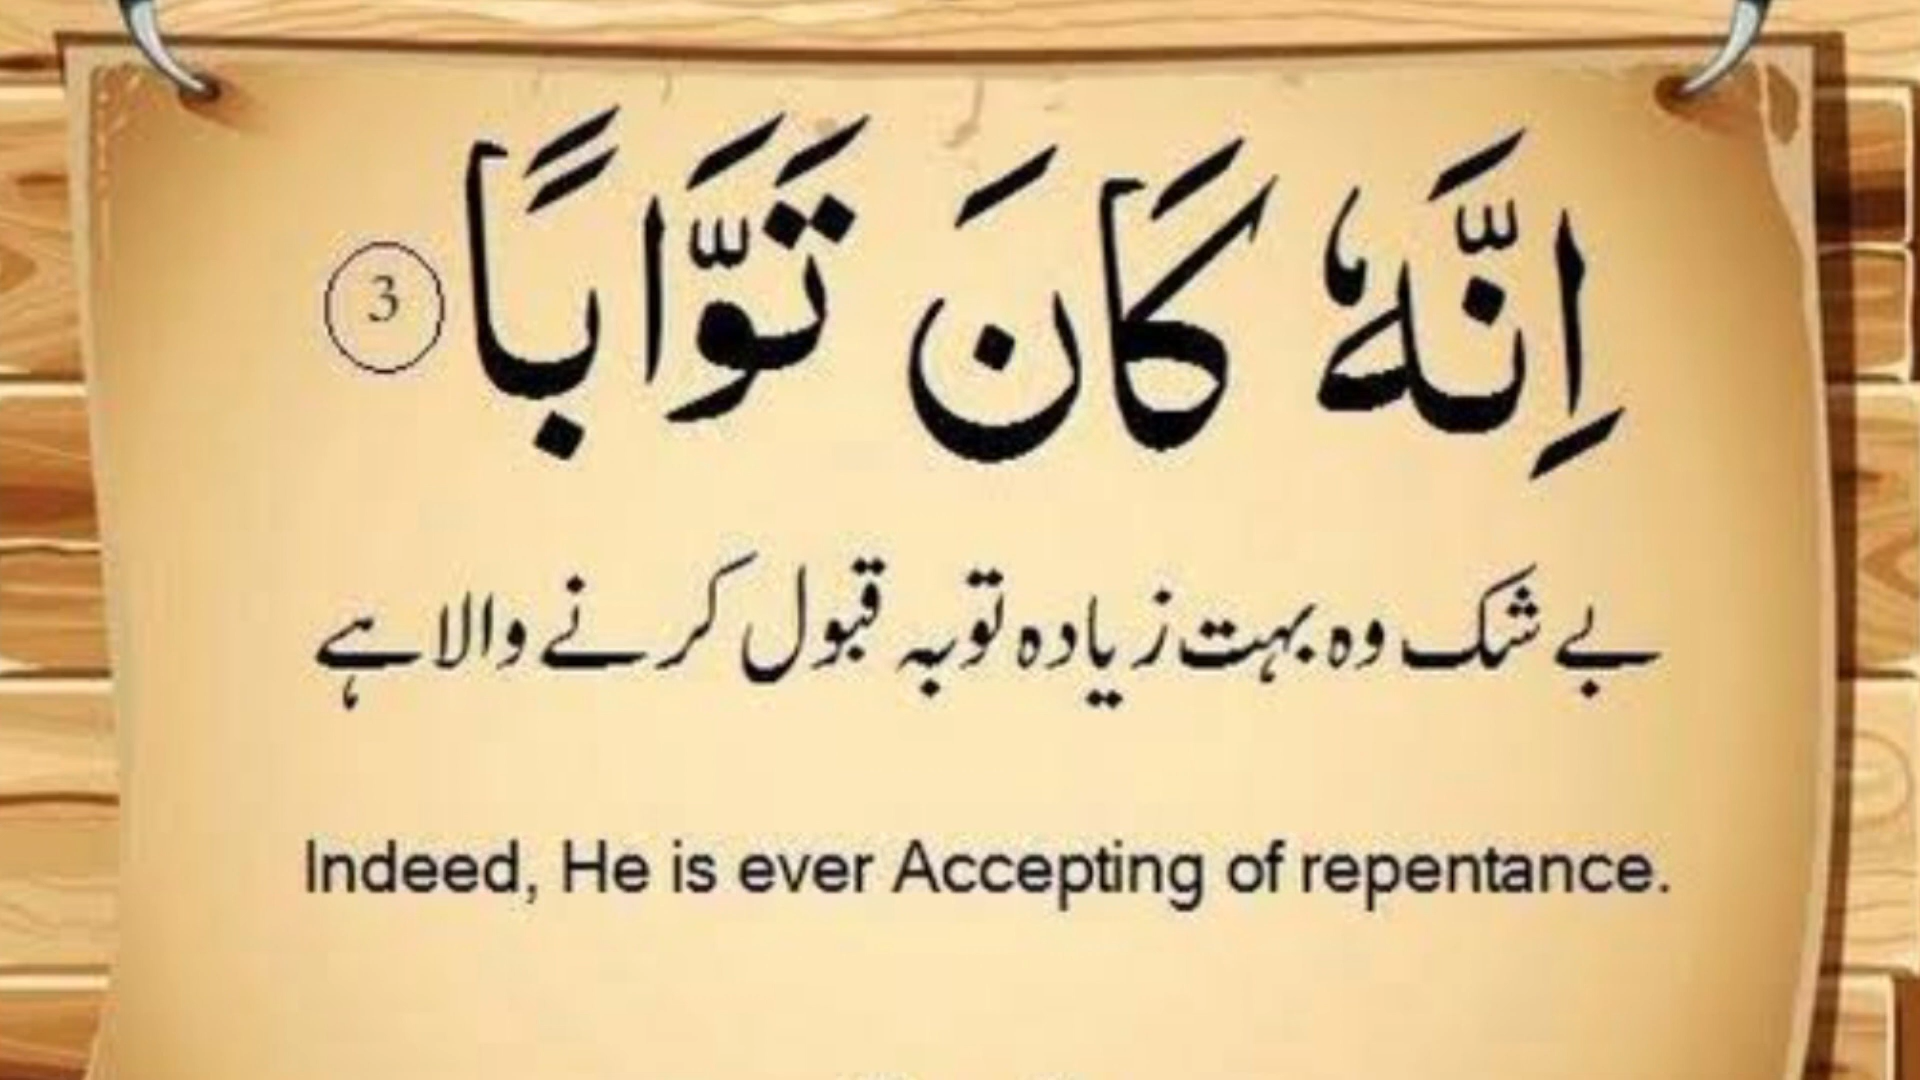 اِنَّهٗ كَانَ تَوَّابًا 3
بے شک وہ بہت زیادہ توبہ قبول کرنے والا ہے
Indeed, He is ever Accepting of repentance.